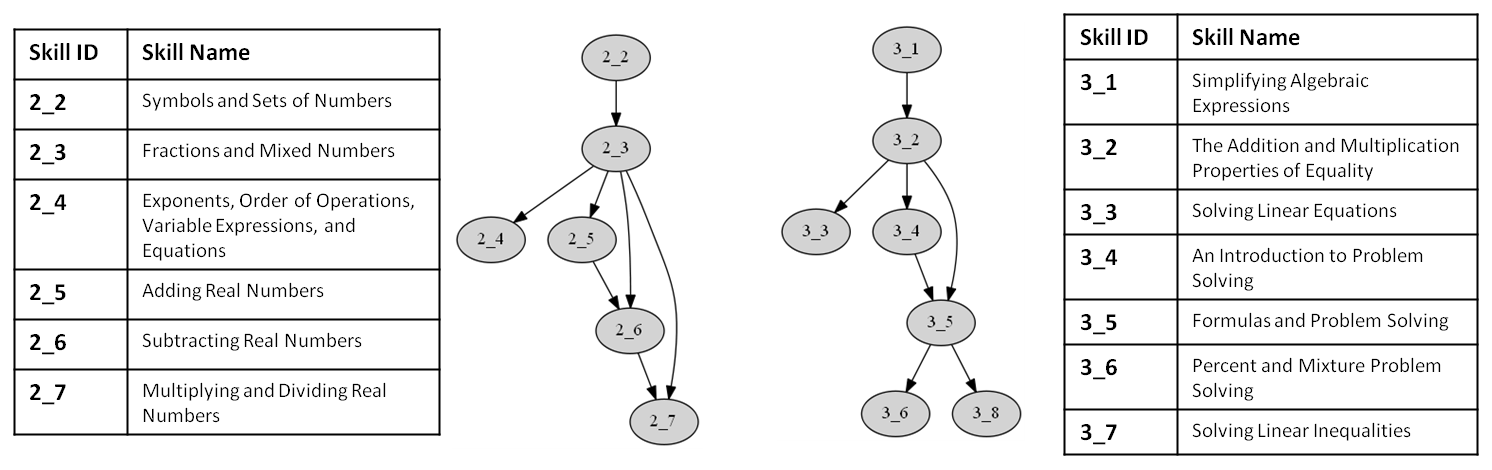 Skill ID Skill Name
2_2 Symbols and Sets of Numbers
2_3 Fractions and Mixed Numbers
2_4 Exponents, Order of Operations,
Variable Expressions, and
Equations
2_5 Adding Real Numbers
2_6 Subtracting Real Numbers
2_7 Multiplying and Dividing Real
Numbers
2_2
2_3
2_4 2_5
2_6
2_7
3_1
3_2
3_3 3_4
3_5
3_6 3_8
Skill ID Skill Name
3_1 Simplifying Algebraic
Expressions
3_2 The Addition and Multiplication
Properties of Equality
3_3 Solving Linear Equations
3_4 An Introduction to Problem
Solving
3_5 Formulas and Problem Solving
3_6 Percent and Mixture Problem
Solving
3_7 Solving Linear Inequalities